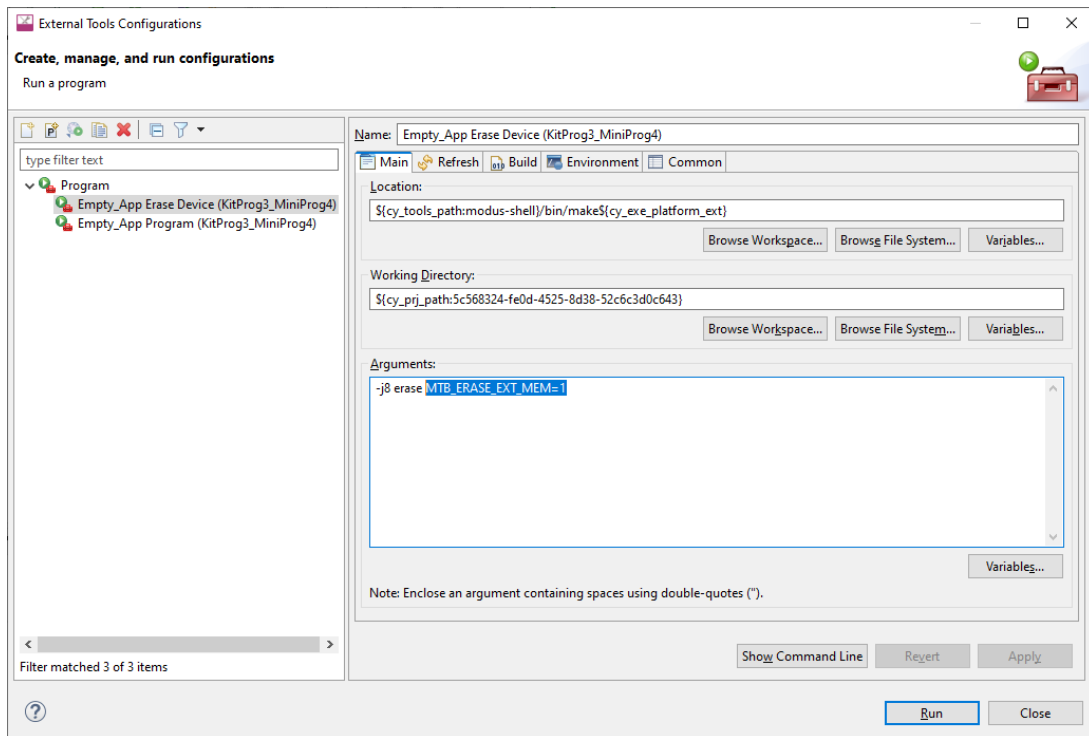 External Tools Configurations
Create, manage, and run configurations
Run a program
type filter text
Program
Empty_App Erase Device (KitProg3_MiniProg4)
Empty_App Program (KitProg3_MiniProg4)
Filter matched 3 of 3 items
Name: Empty_App Erase Device (KitProg3_MiniProg4)
Main Refresh Build Environment Common
Location:
${cy_tools_path:modus-shell}/bin/make${cy_exe_platform_ext}
Browse Workspace... Browse File System... Variables...
Working Directory:
${cy_prj_path:5c568324-fe0d-4525-8d38-52c6c3d0c643}
Browse Workspace... Browse File System... Variables...
Arguments:
-j8 erase MTB_ERASE_EXT_MEM=1
Variables...
Note: Enclose an argument containing spaces using double-quotes (").
Show Command Line Revert Apply
Run Close